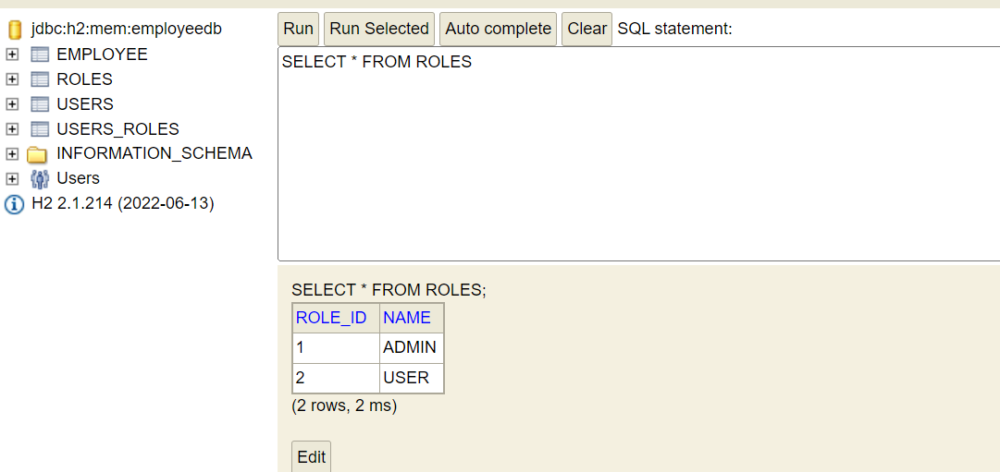 jdbc:h2:mem:employeedb
EMPLOYEE
ROLES
USERS
USERS_ROLES
INFORMATION_SCHEMA
Users
H2 2.1.214 (2022-06-13)
Run Run Selected Auto complete Clear SQL statement:
SELECT * FROM ROLES
SELECT * FROM ROLES;
ROLE_ID NAME
1 ADMIN
2 USER
(2 rows, 2 ms)
Edit